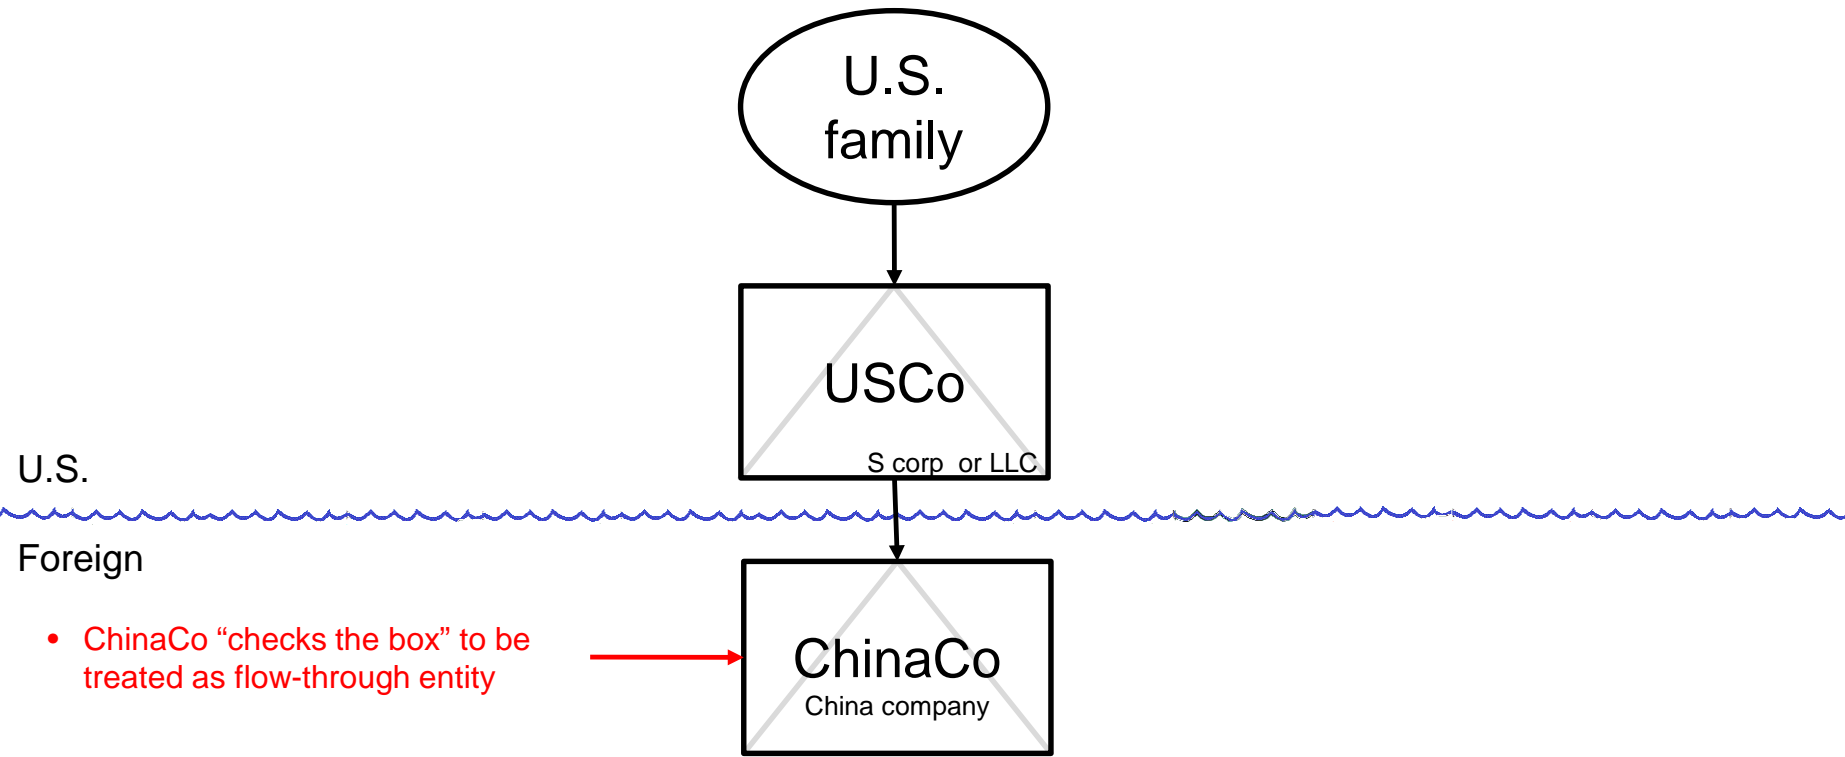 U.S.
family
USCo
S corp or LLC
U.S.
Foreign
• ChinaCo “checks the box” to be
treated as flow-through entity
ChinaCo
China company